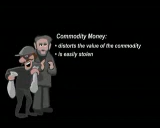 Commodity Money:
• distorts the value of the commodity
• is easily stolen